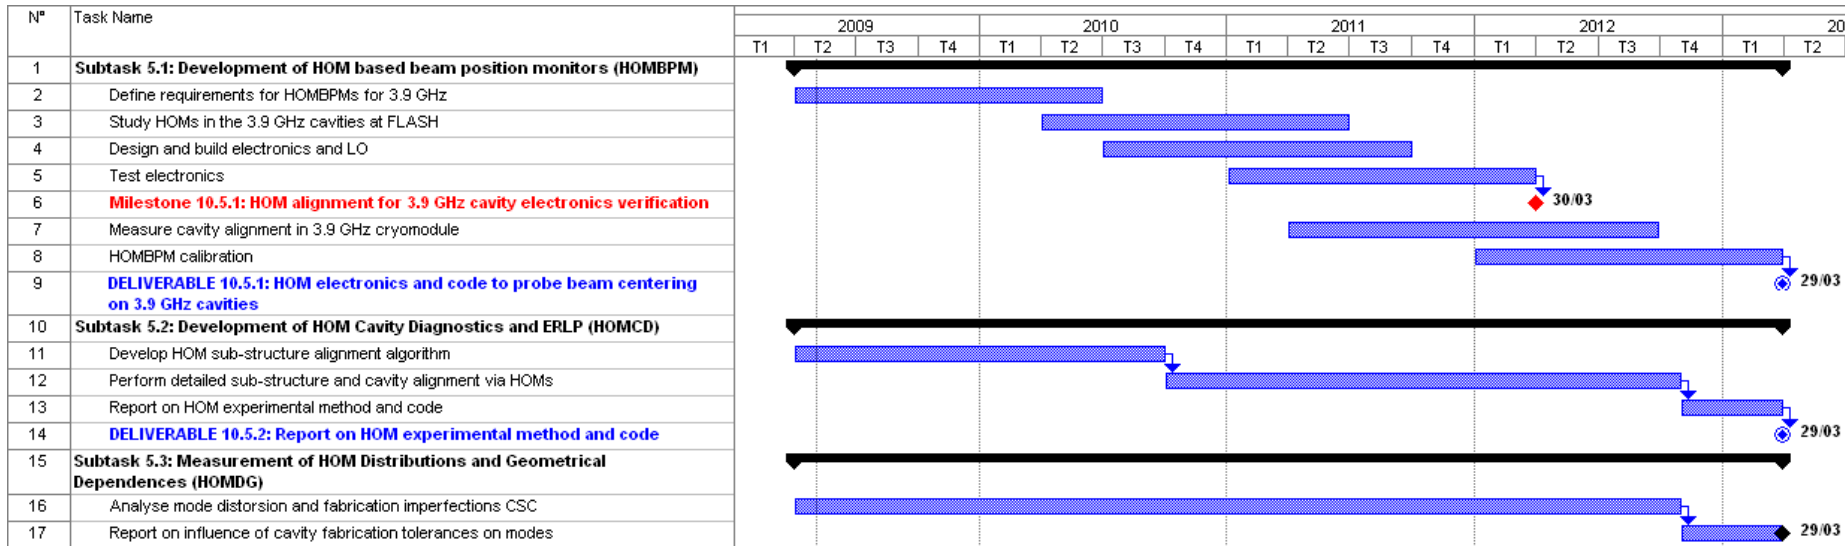 N° Task Name
2009 2010 2011 2012 20
T1 T2 T3 T4 T1 T2 T3 T4 T1 T2 T3 T4 T1 T2 T3 T4 T1 T2
1 Subtask 5.1: Development of HOM based beam position monitors (HOMBPM)
2 Define requirements for HOMBPMs for 3.9 GHz
3 Study HOMs in the 3.9 GHz cavities at FLASH
4 Design and build electronics and LO
5 Test electronics
6 Milestone 10.5.1: HOM alignment for 3.9 GHz cavity electronics verification 30/03
7 Measure cavity alignment in 3.9 GHz cryomodule
8 HOMBPM calibration
9 DELIVERABLE 10.5.1: HOM electronics and code to probe beam centering 29/03
on 3.9 GHz cavities
10 Subtask 5.2: Development of HOM Cavity Diagnostics and ERLP (HOMCD)
11 Develop HOM sub-structure alignment algorithm
12 Perform detailed sub-structure and cavity alignment via HOMs
13 Report on HOM experimental method and code
14 DELIVERABLE 10.5.2: Report on HOM experimental method and code 29/03
15 Subtask 5.3: Measurement of HOM Distributions and Geometrical
Dependences (HOMDG)
16 Analyse mode distorsion and fabrication imperfections CSC
17 Report on influence of cavity fabrication tolerances on modes 29/03